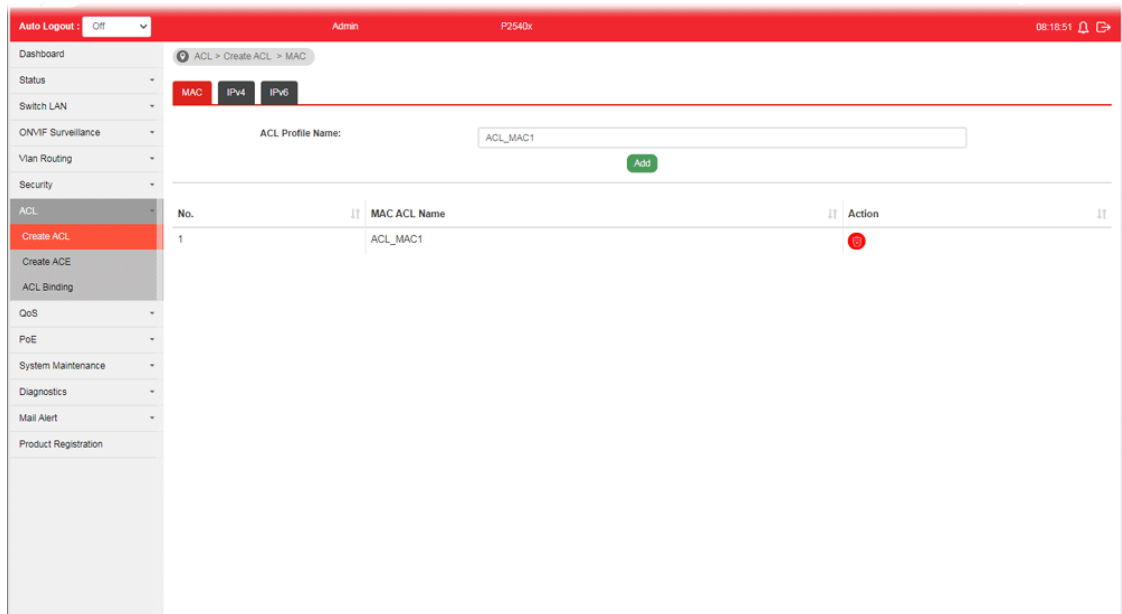 Auto Logout : Off Admin P2540x 08:18:51
Dashboard
Status
Switch LAN
ONVIF Surveillance
Vlan Routing
Security
ACL
Create ACL
Create ACE
ACL Binding
QoS
PoE
System Maintenance
Diagnostics
Mail Alert
Product Registration
ACL > Create ACL > MAC
MAC IPv4 IPv6
ACL Profile Name: ACL_MAC1
Add
No. MAC ACL Name Action
1 ACL_MAC1